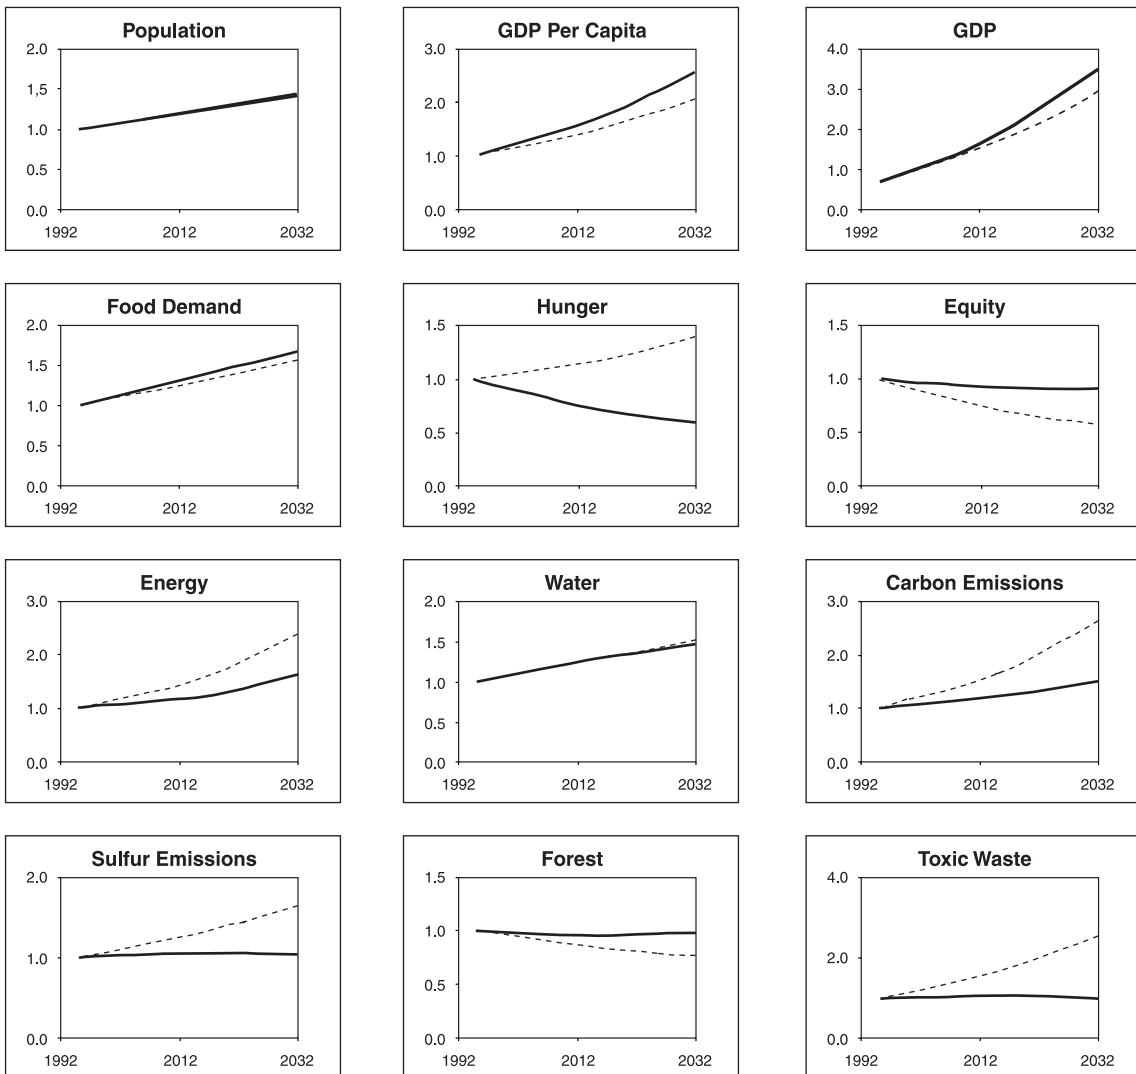 Population
2.0
1.5
1.0
0.5
0.0
1992 2012 2032
GDP Per Capita
3.0
2.0
1.0
0.0
1992 2012 2032
GDP
4.0
3.0
2.0
1.0
0.0
1992 2012 2032
Food Demand
2.0
1.5
1.0
0.5
0.0
1992 2012 2032
Hunger
1.5
1.0
0.5
0.0
1992 2012 2032
Equity
1.5
1.0
0.5
0.0
1992 2012 2032
Energy
3.0
2.0
1.0
0.0
1992 2012 2032
Water
2.0
1.5
1.0
0.5
0.0
1992 2012 2032
Carbon Emissions
3.0
2.0
1.0
0.0
1992 2012 2032
Sulfur Emissions
2.0
1.0
0.0
1992 2012 2032
Forest
1.5
1.0
0.5
0.0
1992 2012 2032
Toxic Waste
4.0
2.0
0.0
1992 2012 2032